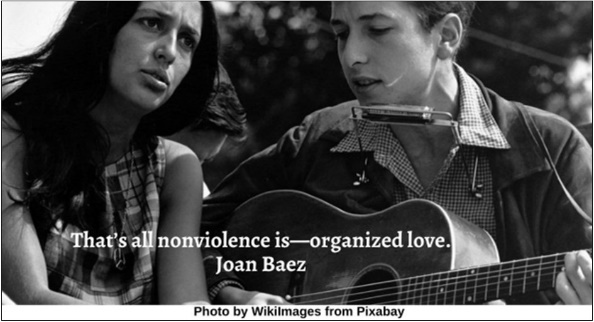 That's all nonviolence is—organized love.
Joan Baez
Photo by WikiImages from Pixabay